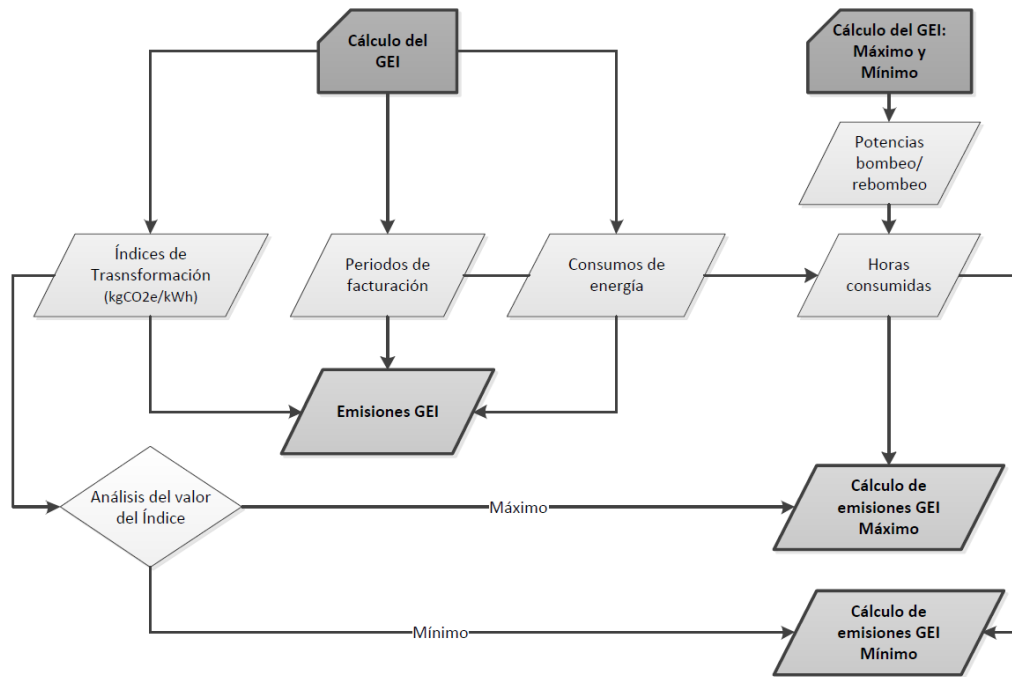 Cálculo del
GEI
Cálculo del GEI:
Máximo y
Mínimo
Potencias
bombeo/
rebombeo
Índices de
Trasnsformación
(kgCO2e/kWh)
Periodos de
facturación
Consumos de
energía
Horas
consumidas
Emisiones GEI
Análisis del valor
del Índice
Máximo
Cálculo de
emisiones GEI
Máximo
Mínimo
Cálculo de
emisiones GEI
Mínimo